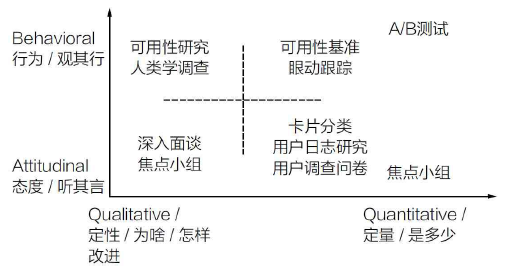 Behavioral
行为 / 观其行
可用性研究
人类学调查
可用性基准
眼动跟踪
A/B测试
深入面谈
焦点小组
卡片分类
用户日志研究
用户调查问卷
焦点小组
Attitudinal
态度 / 听其言
Qualitative /
定性 / 为啥 / 怎样
改进
Quantitative /
定量 / 是多少